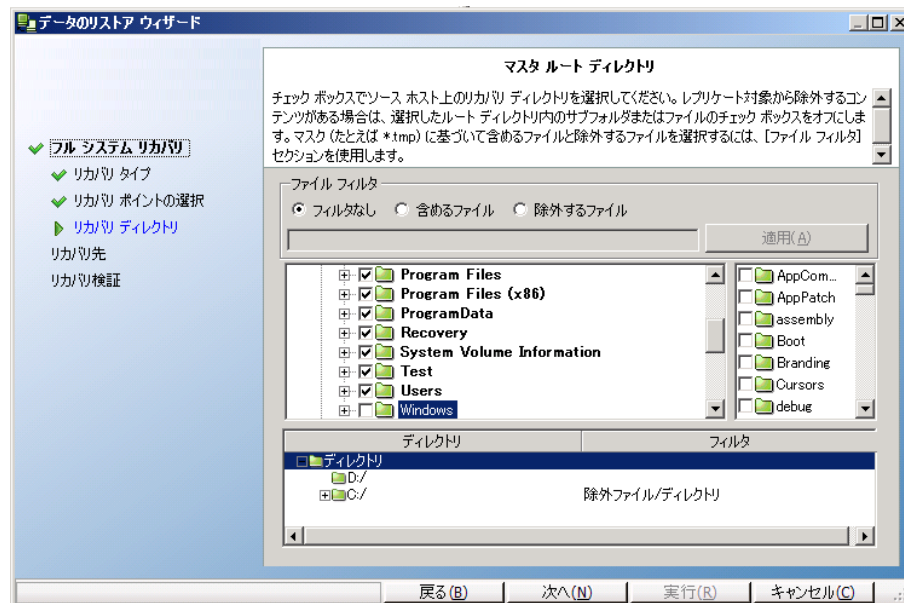 データのリストア ウィザード
マスタ ルート ディレクトリ
チェック ボックスでソース ホスト上のリカバリ ディレクトリを選択してください。レプリケート対象から除外するコン
テンツがある場合は、選択したルート ディレクトリ内のサブフォルダまたはファイルのチェック ボックスをオフにしま
す。マスク (たとえば *.tmp) に基づいて含めるファイルと除外するファイルを選択するには、[ファイル フィルタ]
セクションを使用します。
フル システム リカバリ
リカバリ タイプ
リカバリ ポイントの選択
リカバリ ディレクトリ
リカバリ先
リカバリ検証
ファイル フィルタ
フィルタなし 含めるファイル 除外するファイル
適用(A)
Program Files
Program Files (x86)
ProgramData
Recovery
System Volume Information
Test
Users
Windows
AppCom...
AppPatch
assembly
Boot
Branding
Cursors
debug
ディレクトリ フィルタ
ディレクトリ
D:/
C:/ 除外ファイル/ディレクトリ
戻る(B) 次へ(N) 実行(R) キャンセル(C)